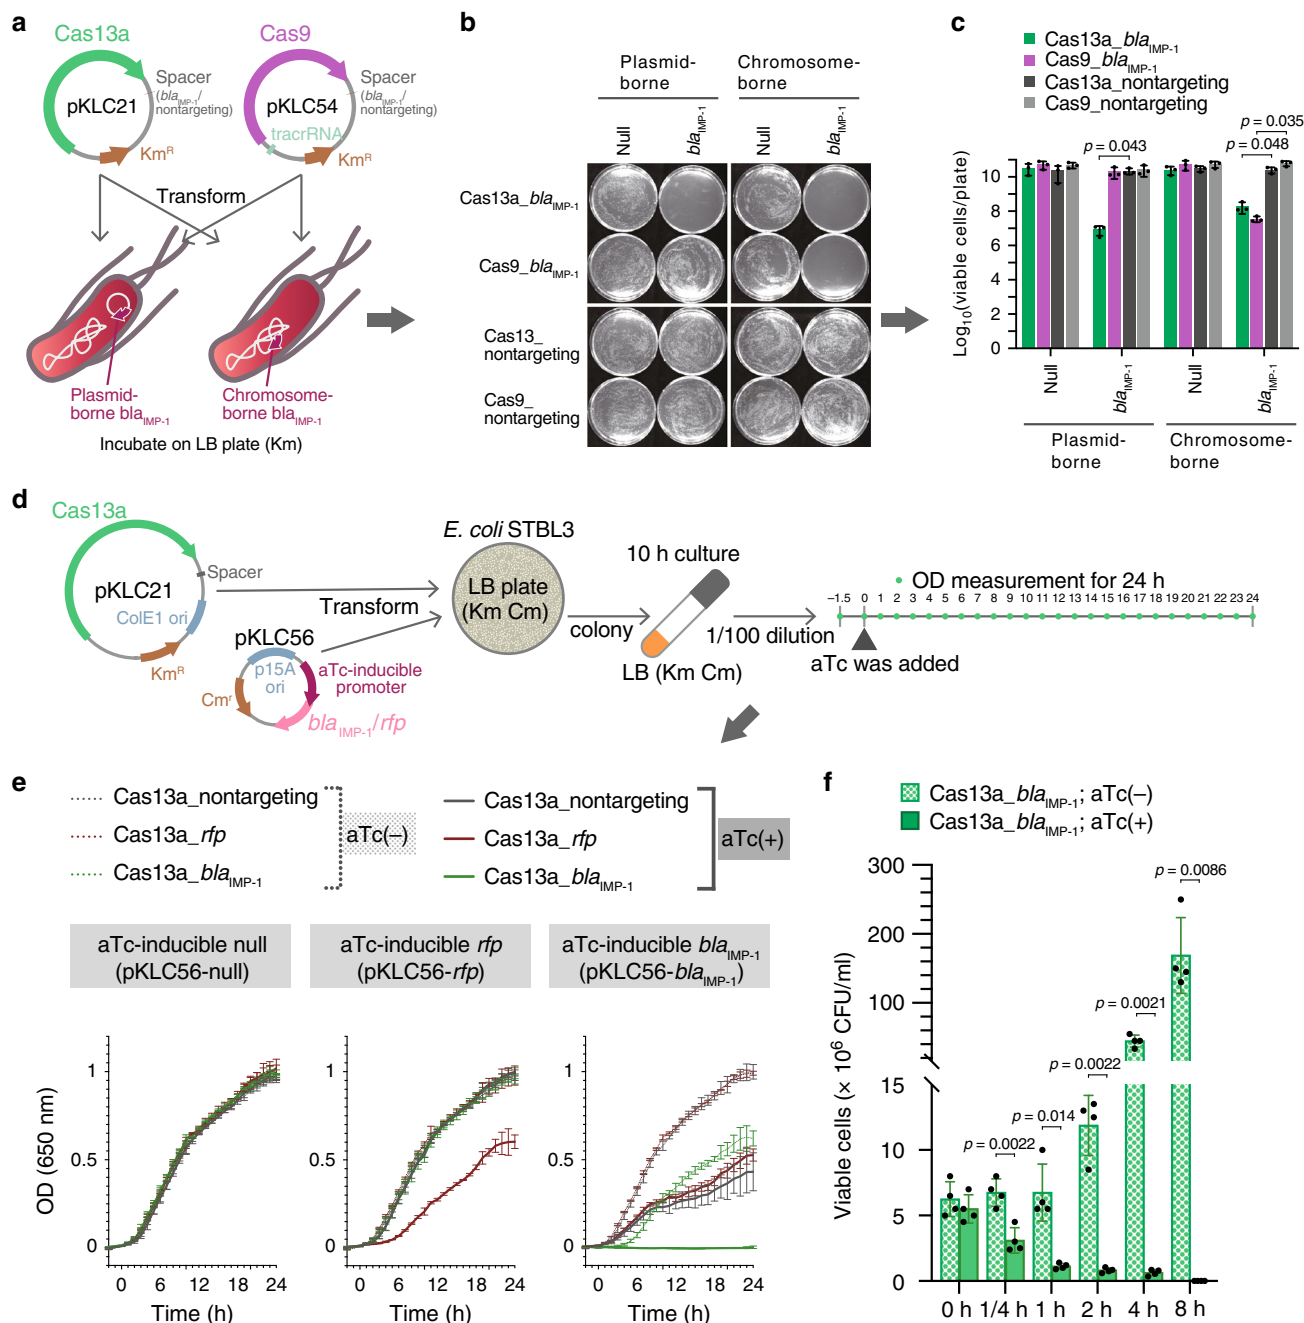 a
Cas13a
Cas9
Spacer
(bla IMP-1/
nontargeting)
Spacer
(bla IMP-1/
nontargeting)
pKLC21
pKLC54
tracrRNA
Km R
Km R
Transform
Plasmid-
borne bla IMP-1
Chromosome-
borne bla IMP-1
Incubate on LB plate (Km)
b
Plasmid-
borne
Chromosome-
borne
Null
bla IMP-1
Null
bla IMP-1
Cas13a_bla IMP-1
Cas9_bla IMP-1
Cas13_
nontargeting
Cas9_
nontargeting
c
Cas13a_bla IMP-1
Cas9_bla IMP-1
Cas13a_nontargeting
Cas9_nontargeting
p = 0.035
p = 0.043
p = 0.048
Log10(viable cells/plate)
10
8
6
4
2
0
Null
bla IMP-1
Null
bla IMP-1
Plasmid-
borne
Chromosome-
borne
d
Cas13a
Spacer
pKLC21
ColE1 ori
Km R
Transform
pKLC56
p15A
ori
aTc-inducible
promoter
Cm r
bla IMP-1/rfp
E. coli STBL3
LB plate
(Km Cm)
colony
10 h culture
LB (Km Cm)
1/100 dilution
OD measurement for 24 h
–1.5 0 1 2 3 4 5 6 7 8 9 10 11 12 13 14 15 16 17 18 19 20 21 22 23 24
aTc was added
e
Cas13a_nontargeting
Cas13a_rfp
Cas13a_bla IMP-1
aTc(–)
Cas13a_nontargeting
Cas13a_rfp
Cas13a_bla IMP-1
aTc(+)
aTc-inducible null
(pKLC56-null)
aTc-inducible rfp
(pKLC56-rfp)
aTc-inducible bla IMP-1
(pKLC56-bla IMP-1)
OD (650 nm)
1
0.5
0
0 6 12 18 24
Time (h)
1
0.5
0
6 12 18 24
Time (h)
1
0.5
0
0 6 12 18 24
Time (h)
f
Cas13a_bla IMP-1; aTc(–)
Cas13a_bla IMP-1; aTc(+)
Viable cells (× 10^6 CFU/ml)
300
200
100
15
10
5
0
p = 0.0022
p = 0.014
p = 0.0022
p = 0.0021
p = 0.0086
0 h 1/4 h 1 h 2 h 4 h 8 h